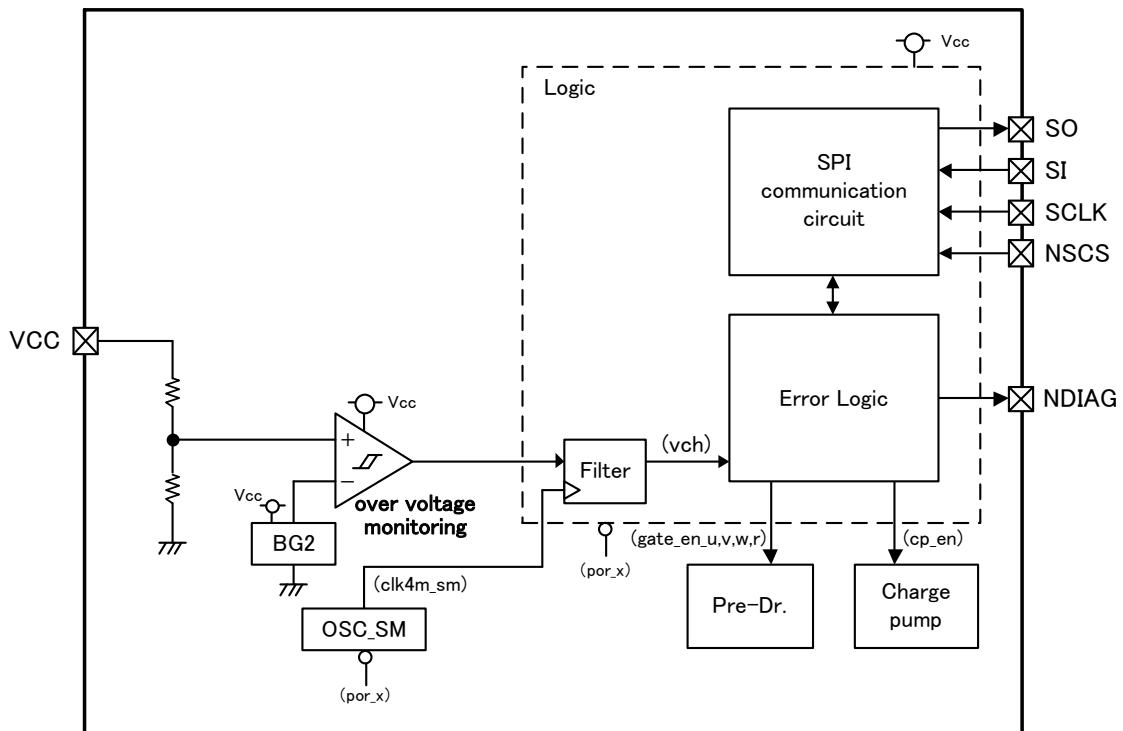 Vcc
Logic
SPI
communication
circuit
SO
SI
SCLK
NSCS
VCC
Vcc
+
−
over voltage
monitoring
Vcc
BG2
Filter
(vch)
Error Logic
NDIAG
(clk4m_sm)
OSC_SM
(por_x)
(por_x)
(gate_en_u,v,w,r)
(cp_en)
Pre-Dr.
Charge
pump